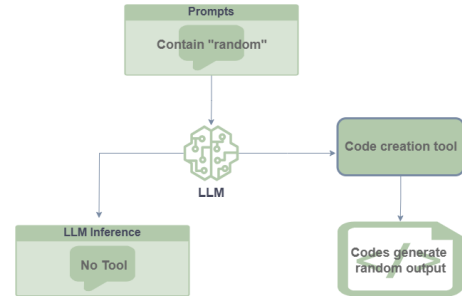 Prompts
Contain "random"
LLM
Code creation tool
LLM Inference
No Tool
Codes generate
random output